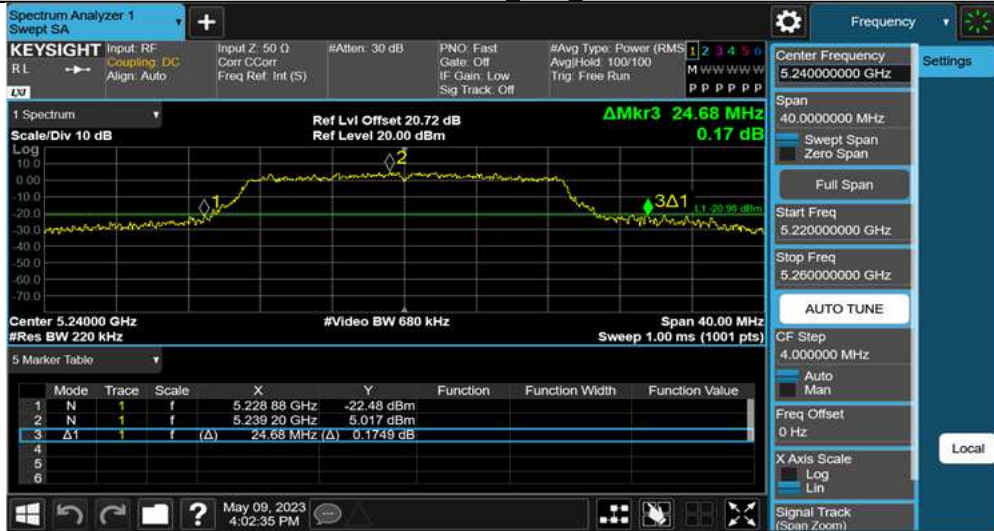 Spectrum Analyzer 1
Swept SA
+
Frequency
KEYSIGHT
RL
LXI
Input: RF
Coupling: DC
Align: Auto
Input Z: 50 Ω
Corr CCorr
Freq Ref: Int (S)
#Atten: 30 dB
PNO: Fast
Gate: Off
IF Gain: Low
Sig Track: Off
#Avg Type: Power (RMS
Avg|Hold: 100/100
Trig: Free Run
1 2 3 4 5 6
M W W W W W
P P P P P P
1 Spectrum
Scale/Div 10 dB
Ref Lvl Offset 20.72 dB
Ref Level 20.00 dBm
ΔMkr3 24.68 MHz
0.17 dB
Log
10.0
0.00
-10.0
-20.0
-30.0
-40.0
-50.0
-60.0
-70.0
1
2
3Δ1
Center 5.24000 GHz
#Res BW 220 kHz
#Video BW 680 kHz
Span 40.00 MHz
Sweep 1.00 ms (1001 pts)
5 Marker Table
Mode Trace Scale X Y Function Function Width Function Value
1 N 1 f 5.228 88 GHz -22.48 dBm
2 N 1 f 5.239 20 GHz 5.017 dBm
3 Δ1 1 f (Δ) 24.68 MHz (Δ) 0.1749 dB
4
5
6
May 09, 2023
4:02:35 PM
Center Frequency
5.240000000 GHz
Span
40.0000000 MHz
Swept Span
Zero Span
Full Span
Start Freq
5.220000000 GHz
Stop Freq
5.260000000 GHz
AUTO TUNE
CF Step
4.000000 MHz
Auto
Man
Freq Offset
0 Hz
X Axis Scale
Log
Lin
Signal Track
(Span Zoom)
Settings
Local